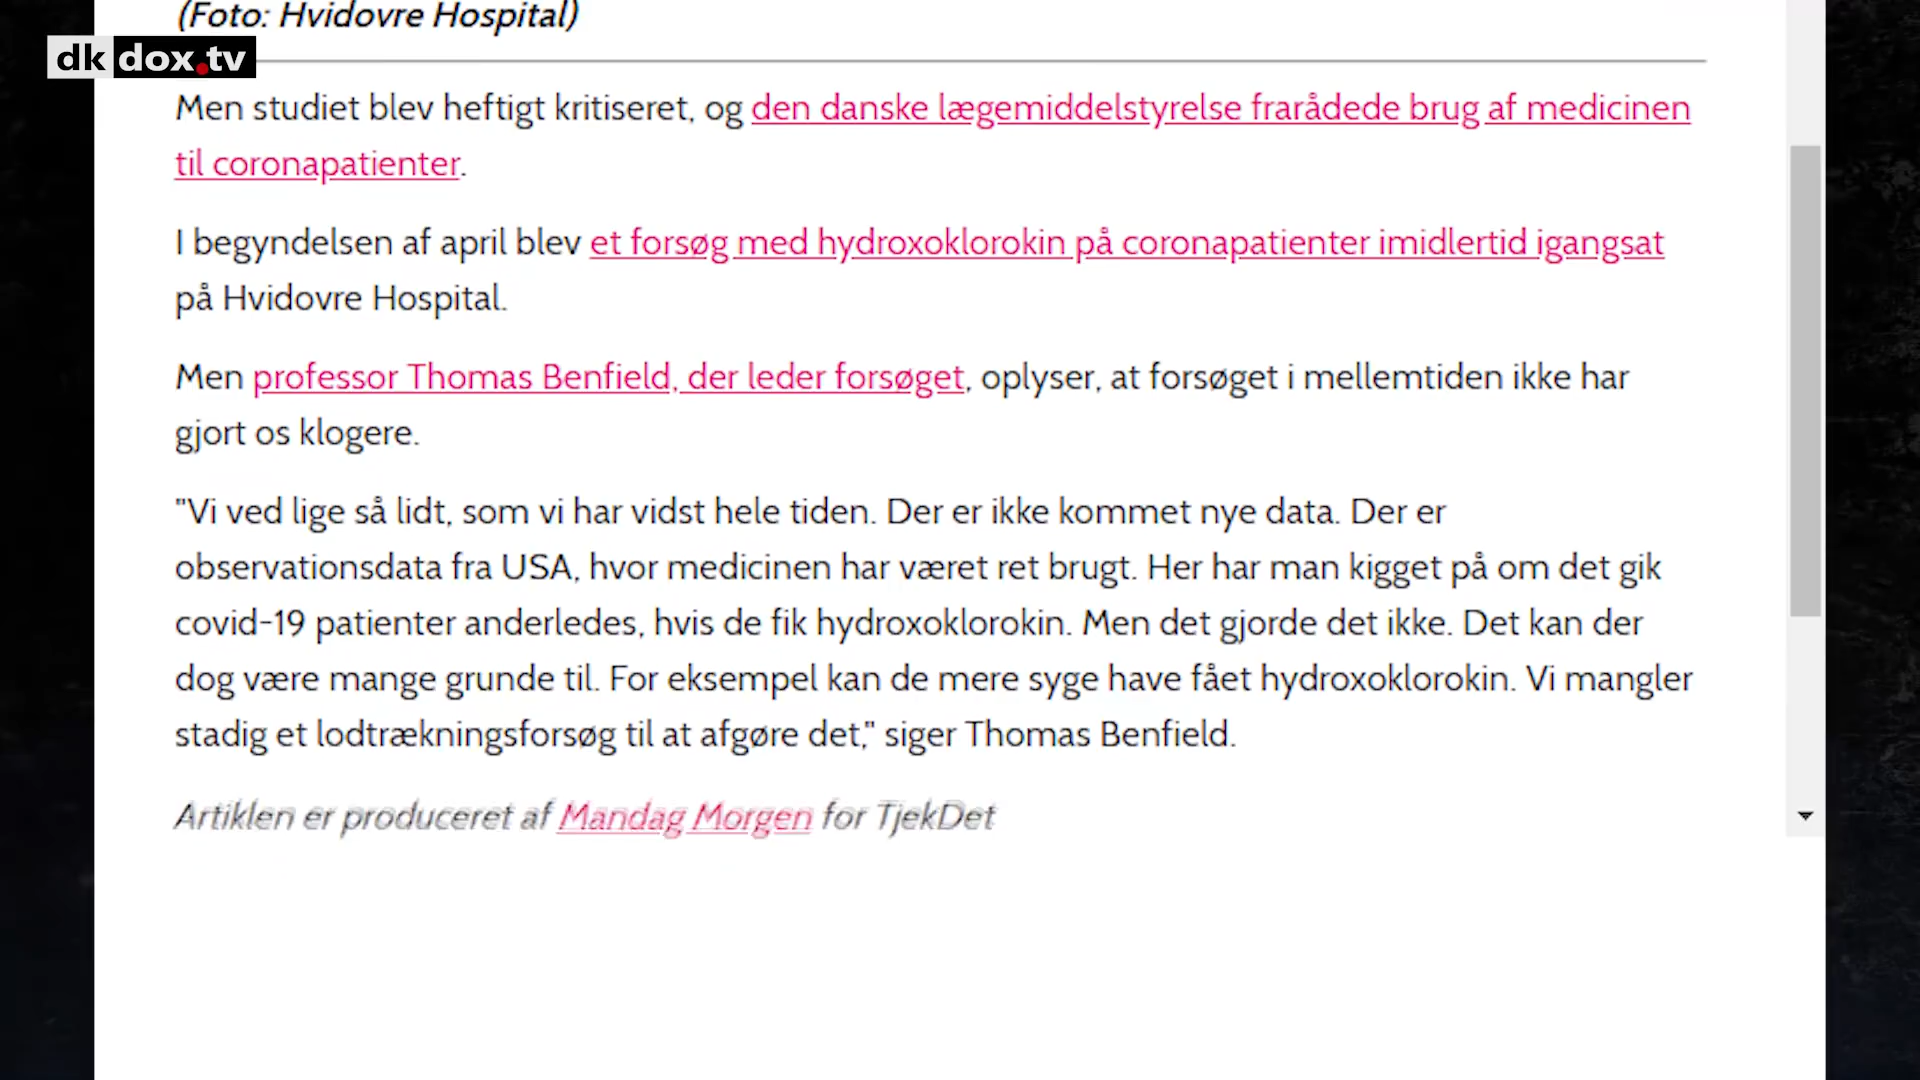 (Foto: Hvidovre Hospital)
dk dox.tv
Men studiet blev heftigt kritiseret, og den danske lægemiddelstyrelse frarådede brug af medicinen
til coronapatienter.
I begyndelsen af april blev et forsøg med hydroxoklorokin på coronapatienter imidlertid igangsat
på Hvidovre Hospital.
Men professor Thomas Benfield, der leder forsøget, oplyser, at forsøget i mellemtiden ikke har
gjort os klogere.
"Vi ved lige så lidt, som vi har vidst hele tiden. Der er ikke kommet nye data. Der er
observationsdata fra USA, hvor medicinen har været ret brugt. Her har man kigget på om det gik
covid-19 patienter anderledes, hvis de fik hydroxoklorokin. Men det gjorde det ikke. Det kan der
dog være mange grunde til. For eksempel kan de mere syge have fået hydroxoklorokin. Vi mangler
stadig et lodtrækningsforsøg til at afgøre det," siger Thomas Benfield.
Artiklen er produceret af Mandag Morgen for TjekDet